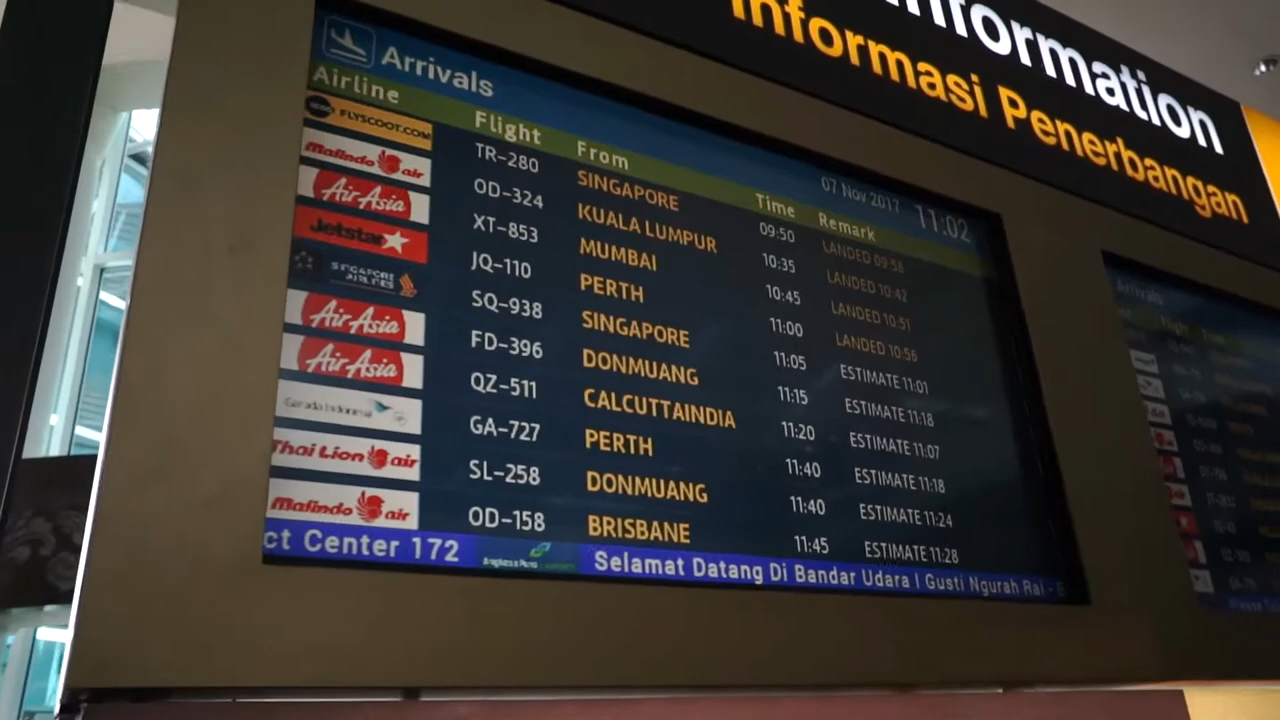 Information
Informasi Penerbangan
Arrivals
07 Nov 2017 11:02
Airline Flight From Time Remark
FLYSCOOT.COM TR-280 SINGAPORE 09:50 LANDED 09:58
Malindo air OD-324 KUALA LUMPUR 10:35 LANDED 10:42
AirAsia XT-853 MUMBAI 10:45 LANDED 10:51
Jetstar JQ-110 PERTH 11:00 LANDED 10:56
SINGAPORE AIRLINES SQ-938 SINGAPORE 11:05 ESTIMATE 11:01
AirAsia FD-396 DONMUANG 11:15 ESTIMATE 11:18
AirAsia QZ-511 CALCUTTAINDIA 11:20 ESTIMATE 11:07
Garuda Indonesia GA-727 PERTH 11:40 ESTIMATE 11:18
Thai Lion air SL-258 DONMUANG 11:40 ESTIMATE 11:24
Malindo air OD-158 BRISBANE 11:45 ESTIMATE 11:28
ct Center 172 Angkasa Pura Selamat Datang Di Bandar Udara I Gusti Ngurah Rai -
Arrivals